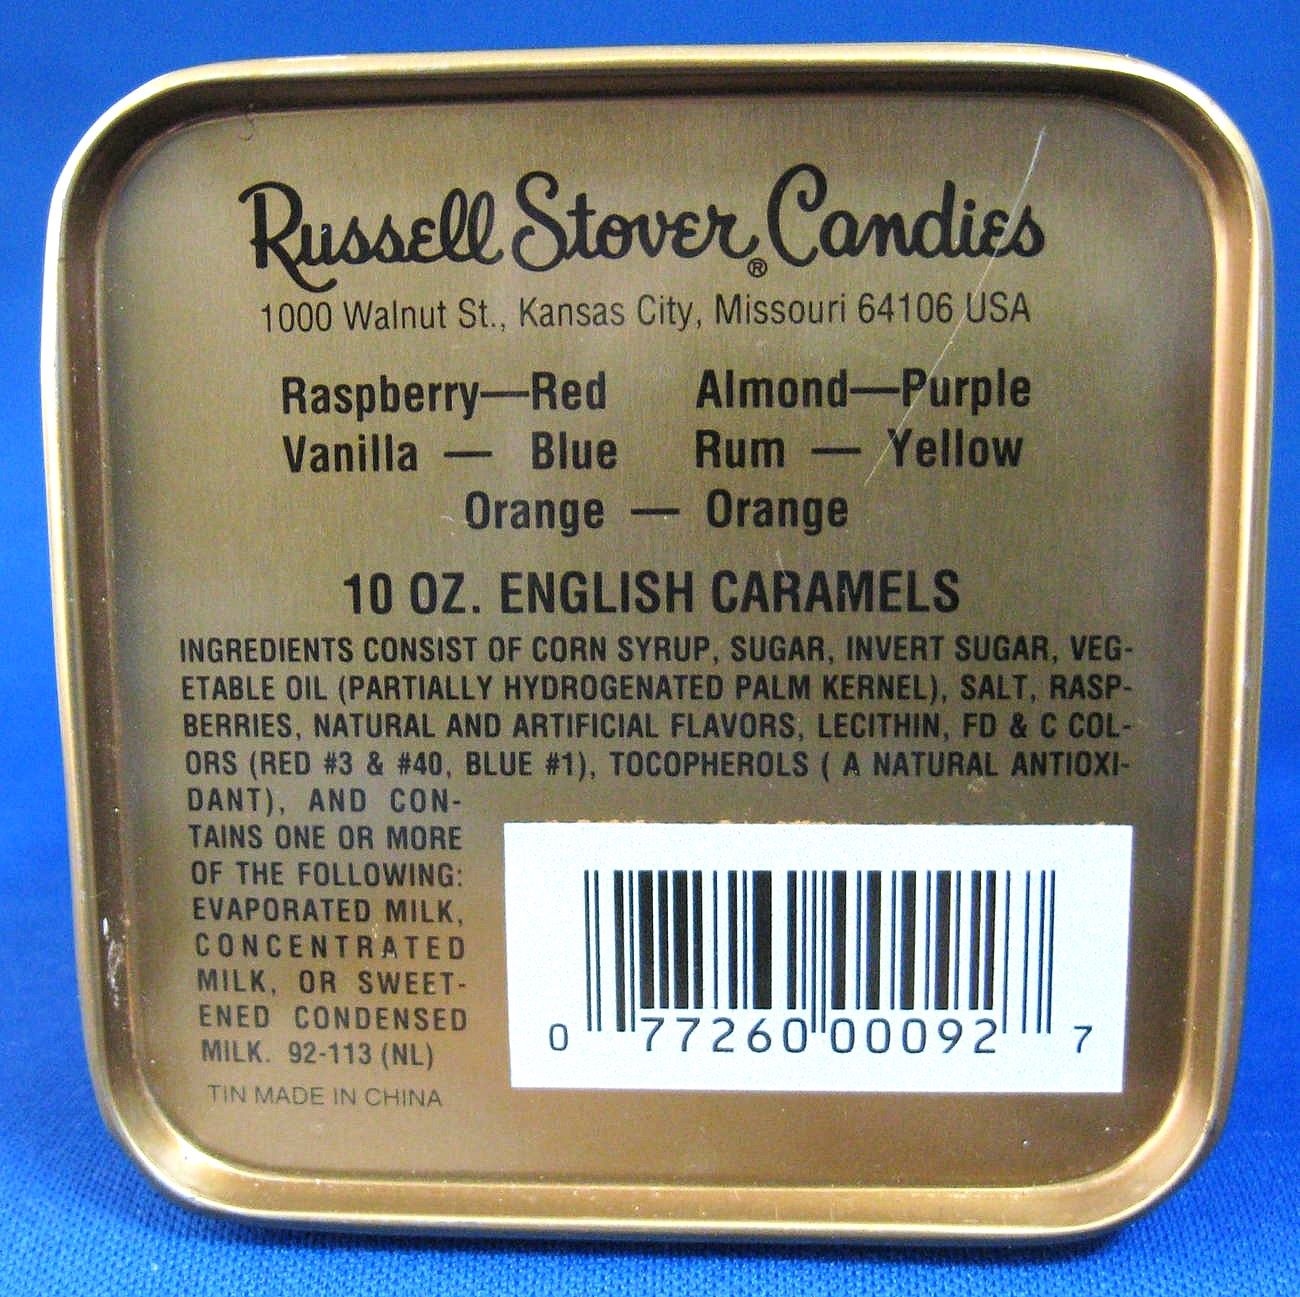 Russell Stover Candies®
1000 Walnut St., Kansas City, Missouri 64106 USA
Raspberry—Red Almond—Purple
Vanilla — Blue Rum — Yellow
Orange — Orange
10 OZ. ENGLISH CARAMELS
INGREDIENTS CONSIST OF CORN SYRUP, SUGAR, INVERT SUGAR, VEG-
ETABLE OIL (PARTIALLY HYDROGENATED PALM KERNEL), SALT, RASP-
BERRIES, NATURAL AND ARTIFICIAL FLAVORS, LECITHIN, FD & C COL-
ORS (RED #3 & #40, BLUE #1), TOCOPHEROLS ( A NATURAL ANTIOXI-
DANT), AND CON-
TAINS ONE OR MORE
OF THE FOLLOWING:
EVAPORATED MILK,
CONCENTRATED
MILK, OR SWEET-
ENED CONDENSED
MILK. 92-113 (NL)
TIN MADE IN CHINA
0 77260 00092 7